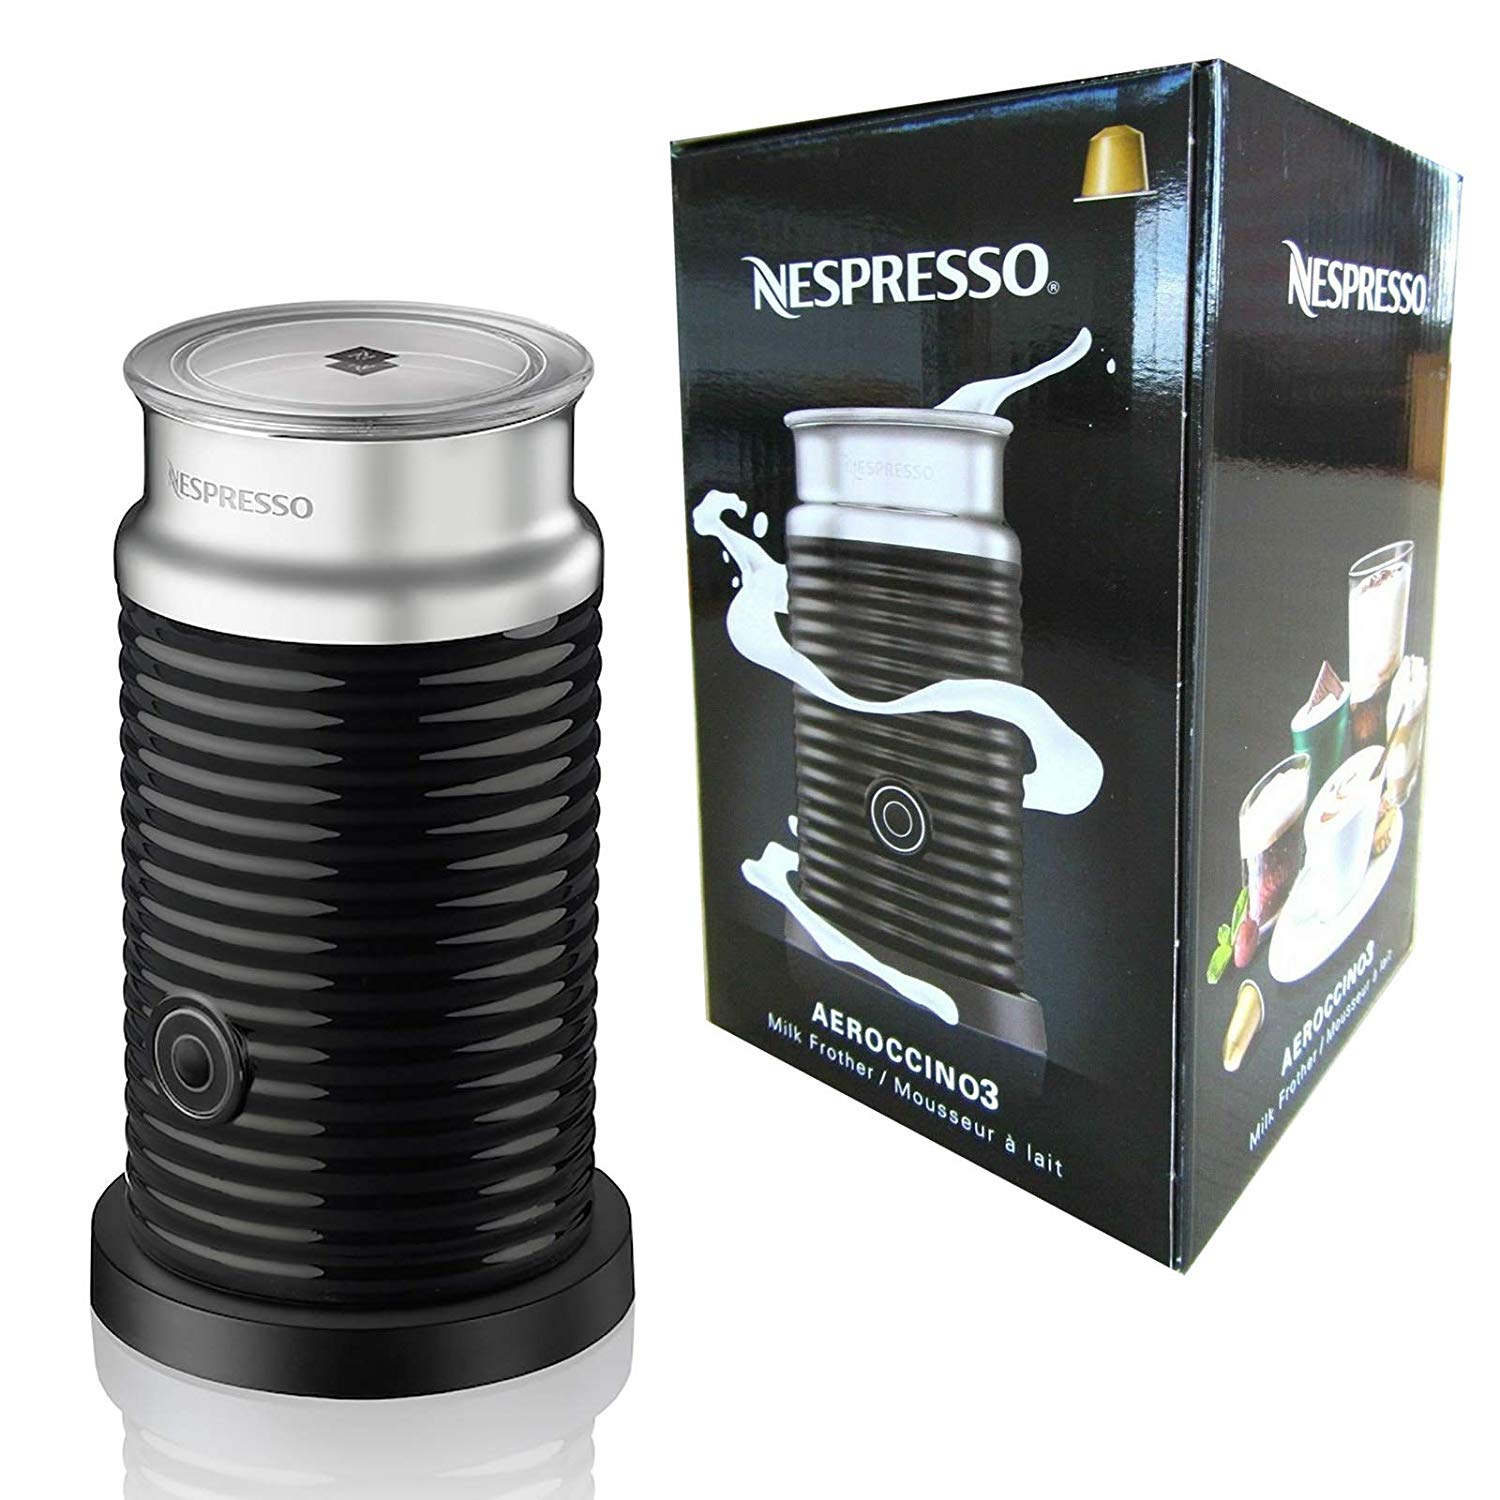 NESPRESSO
NESPRESSO®
NESPRESSO
AEROCCINO3
Milk Frother / Mousseur à lait
NESPRESSO
AEROCCINO3
Milk Frother / Mousseur à lait